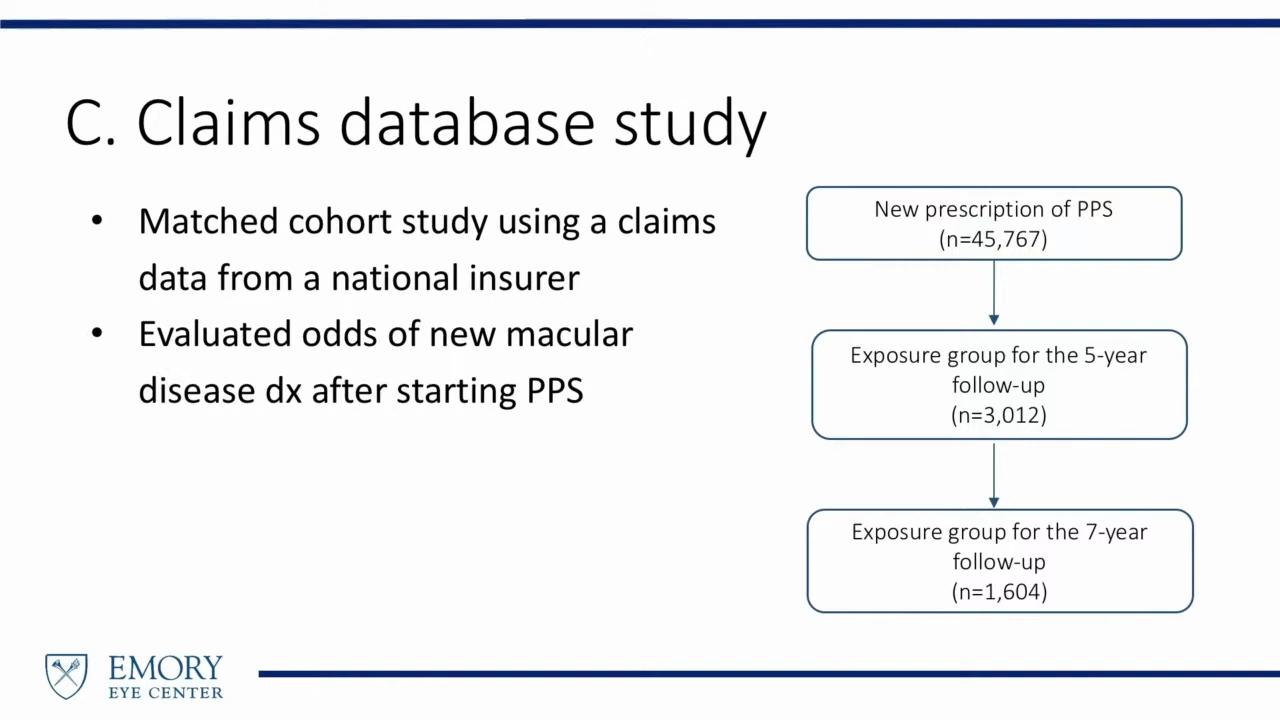 C. Claims database study
• Matched cohort study using a claims
data from a national insurer
• Evaluated odds of new macular
disease dx after starting PPS
New prescription of PPS
(n=45,767)
Exposure group for the 5-year
follow-up
(n=3,012)
Exposure group for the 7-year
follow-up
(n=1,604)
EMORY
EYE CENTER